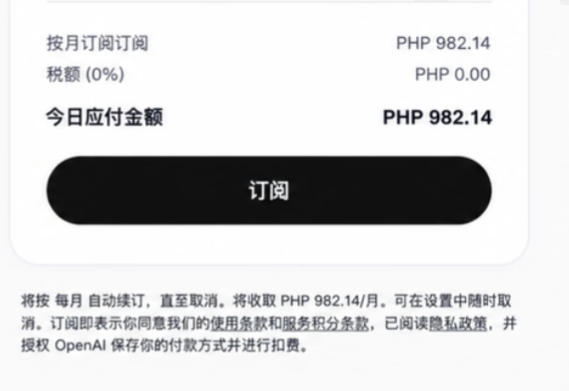 按月订阅订阅 PHP 982.14
税额 (0%) PHP 0.00
今日应付金额 PHP 982.14
订阅
将按 每月 自动续订，直至取消。将收取 PHP 982.14/月。可在设置中随时取
消。订阅即表示你同意我们的使用条款和服务积分条款，已阅读隐私政策，并
授权 OpenAI 保存你的付款方式并进行扣费。